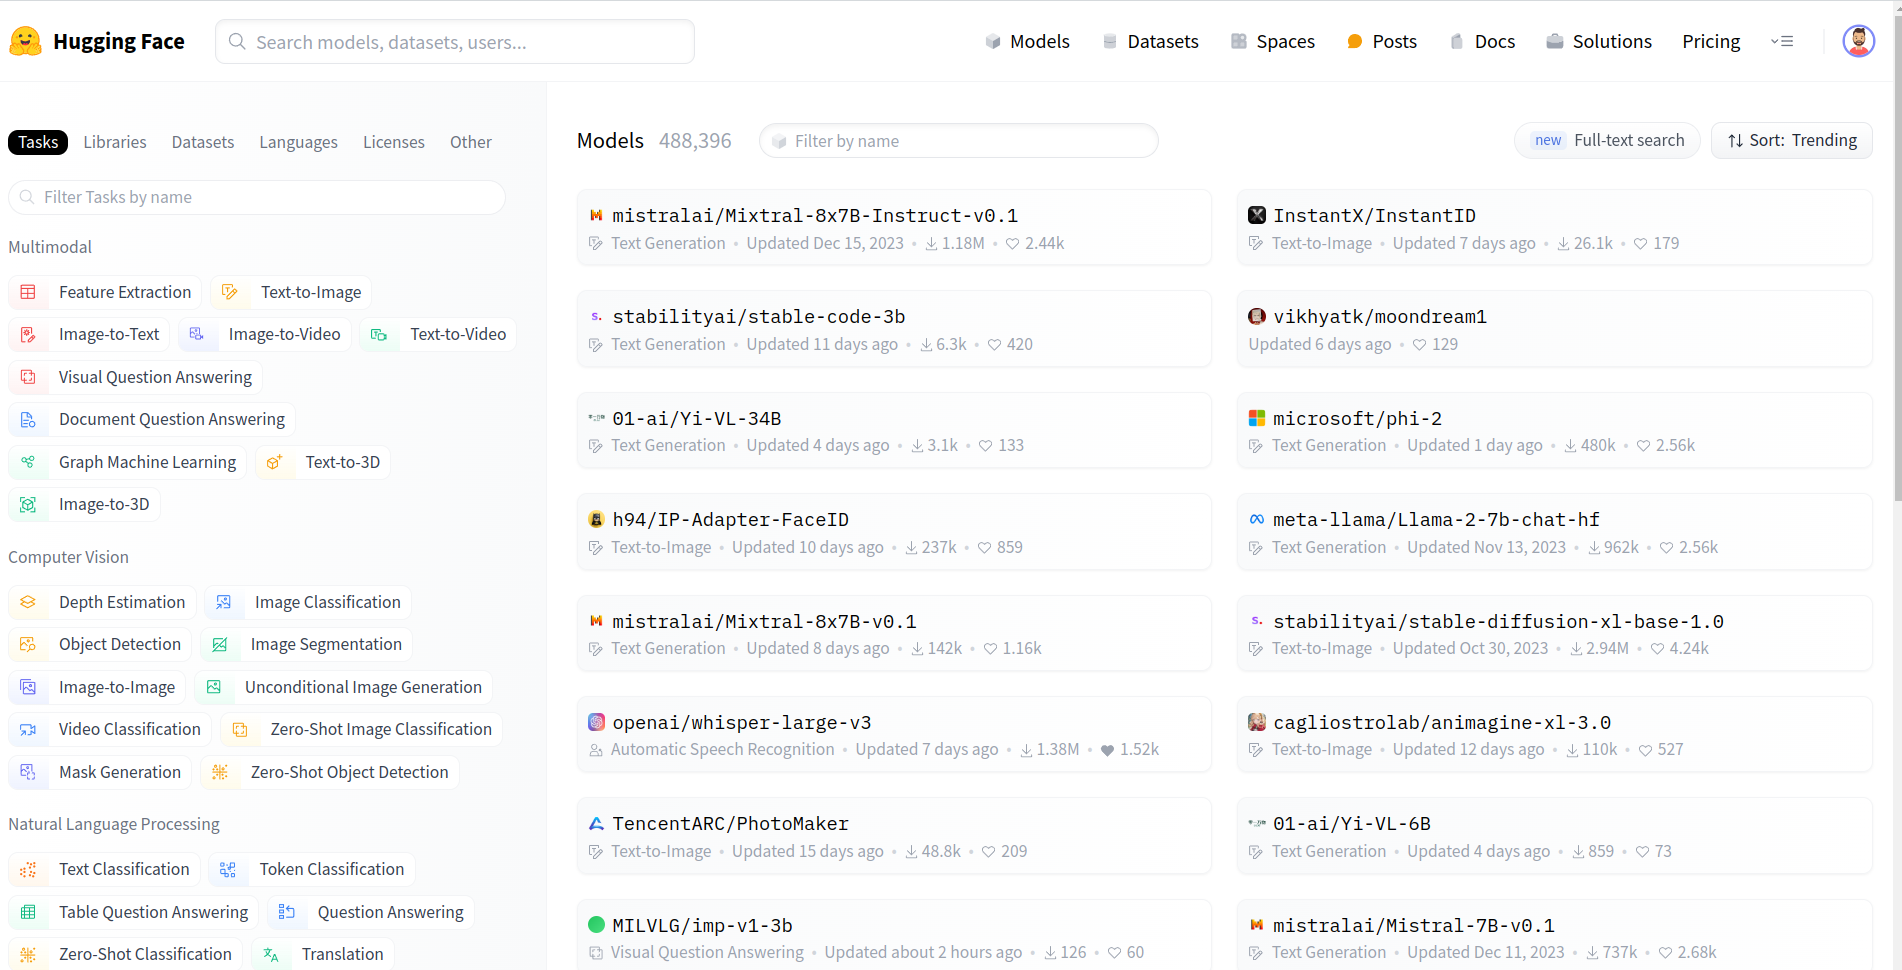 Hugging Face
Search models, datasets, users...
Models
Datasets
Spaces
Posts
Docs
Solutions
Pricing
Tasks Libraries Datasets Languages Licenses Other
Filter Tasks by name
Multimodal
Feature Extraction Text-to-Image
Image-to-Text Image-to-Video Text-to-Video
Visual Question Answering
Document Question Answering
Graph Machine Learning Text-to-3D
Image-to-3D
Computer Vision
Depth Estimation Image Classification
Object Detection Image Segmentation
Image-to-Image Unconditional Image Generation
Video Classification Zero-Shot Image Classification
Mask Generation Zero-Shot Object Detection
Natural Language Processing
Text Classification Token Classification
Table Question Answering Question Answering
Zero-Shot Classification Translation
Models 488,396
Filter by name
new Full-text search
Sort: Trending
mistralai/Mixtral-8x7B-Instruct-v0.1
Text Generation • Updated Dec 15, 2023 • 1.18M • 2.44k
InstantX/InstantID
Text-to-Image • Updated 7 days ago • 26.1k • 179
stabilityai/stable-code-3b
Text Generation • Updated 11 days ago • 6.3k • 420
vikhyatk/moondream1
Updated 6 days ago • 129
01-ai/Yi-VL-34B
Text Generation • Updated 4 days ago • 3.1k • 133
microsoft/phi-2
Text Generation • Updated 1 day ago • 480k • 2.56k
h94/IP-Adapter-FaceID
Text-to-Image • Updated 10 days ago • 237k • 859
meta-llama/Llama-2-7b-chat-hf
Text Generation • Updated Nov 13, 2023 • 962k • 2.56k
mistralai/Mixtral-8x7B-v0.1
Text Generation • Updated 8 days ago • 142k • 1.16k
stabilityai/stable-diffusion-xl-base-1.0
Text-to-Image • Updated Oct 30, 2023 • 2.94M • 4.24k
openai/whisper-large-v3
Automatic Speech Recognition • Updated 7 days ago • 1.38M • 1.52k
cagliostrolab/animagine-xl-3.0
Text-to-Image • Updated 12 days ago • 110k • 527
TencentARC/PhotoMaker
Text-to-Image • Updated 15 days ago • 48.8k • 209
01-ai/Yi-VL-6B
Text Generation • Updated 4 days ago • 859 • 73
MILVLG/imp-v1-3b
Visual Question Answering • Updated about 2 hours ago • 126 • 60
mistralai/Mistral-7B-v0.1
Text Generation • Updated Dec 11, 2023 • 737k • 2.68k